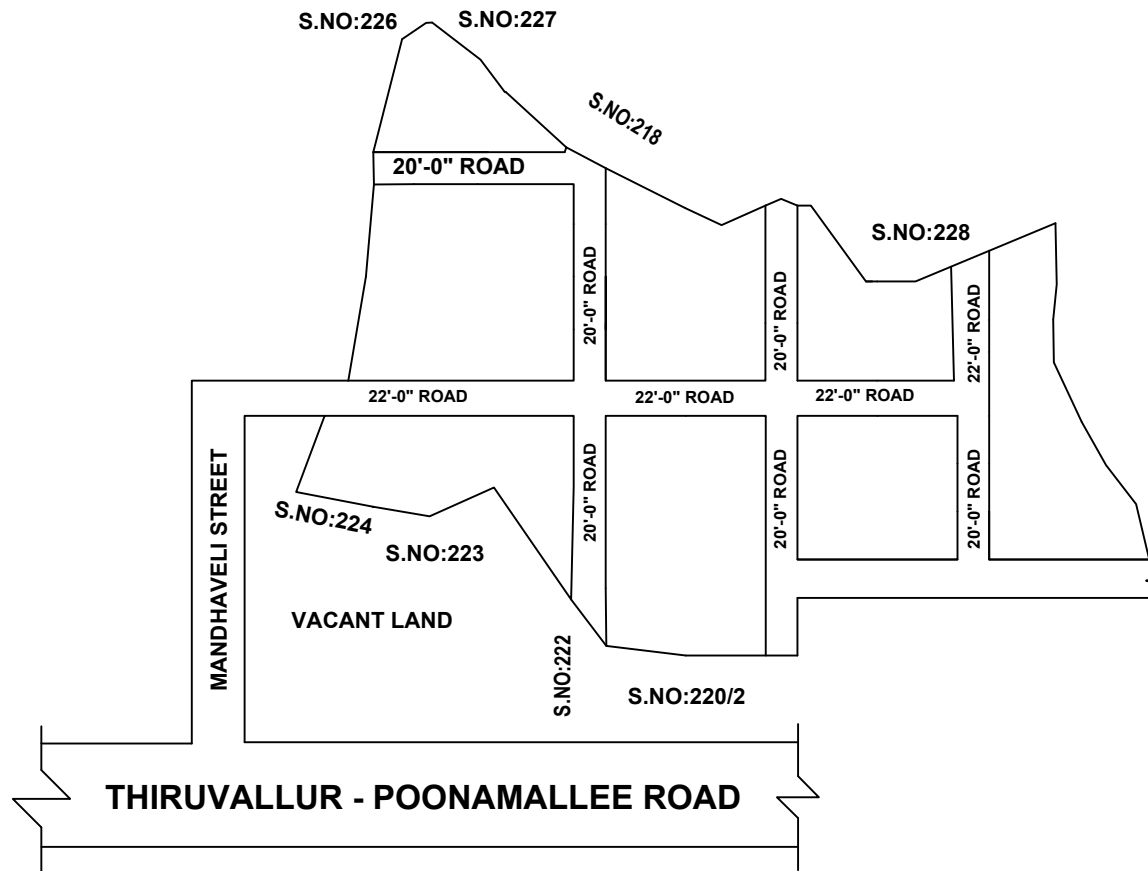 S.NO:226
S.NO:227
S.NO:218
20'-0" ROAD
S.NO:228
20'-0" ROAD
20'-0" ROAD
22'-0" ROAD
22'-0" ROAD
22'-0" ROAD
22'-0" ROAD
MANDHAVELI STREET
20'-0" ROAD
20'-0" ROAD
20'-0" ROAD
S.NO:224
S.NO:223
VACANT LAND
S.NO:222
S.NO:220/2
THIRUVALLUR - POONAMALLEE ROAD